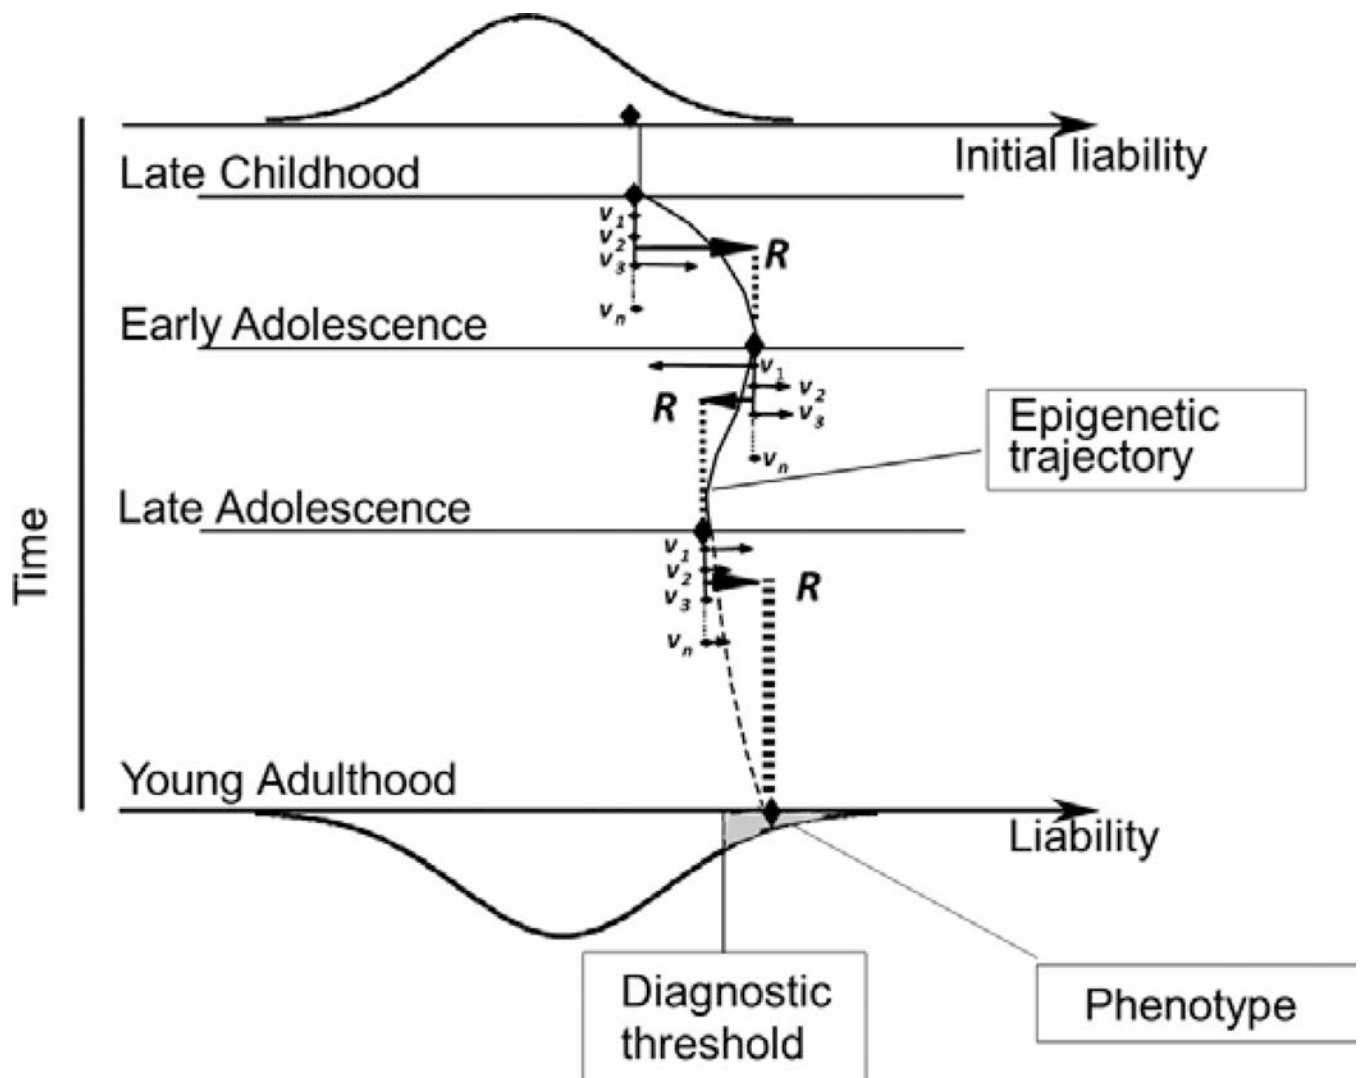 Initial liability
Late Childhood
v1
v2
R
v3
vn
Early Adolescence
v1
v2
R
v3
Epigenetic
trajectory
vn
Late Adolescence
v1
v2
R
v3
vn
Time
Young Adulthood
Liability
Diagnostic
threshold
Phenotype